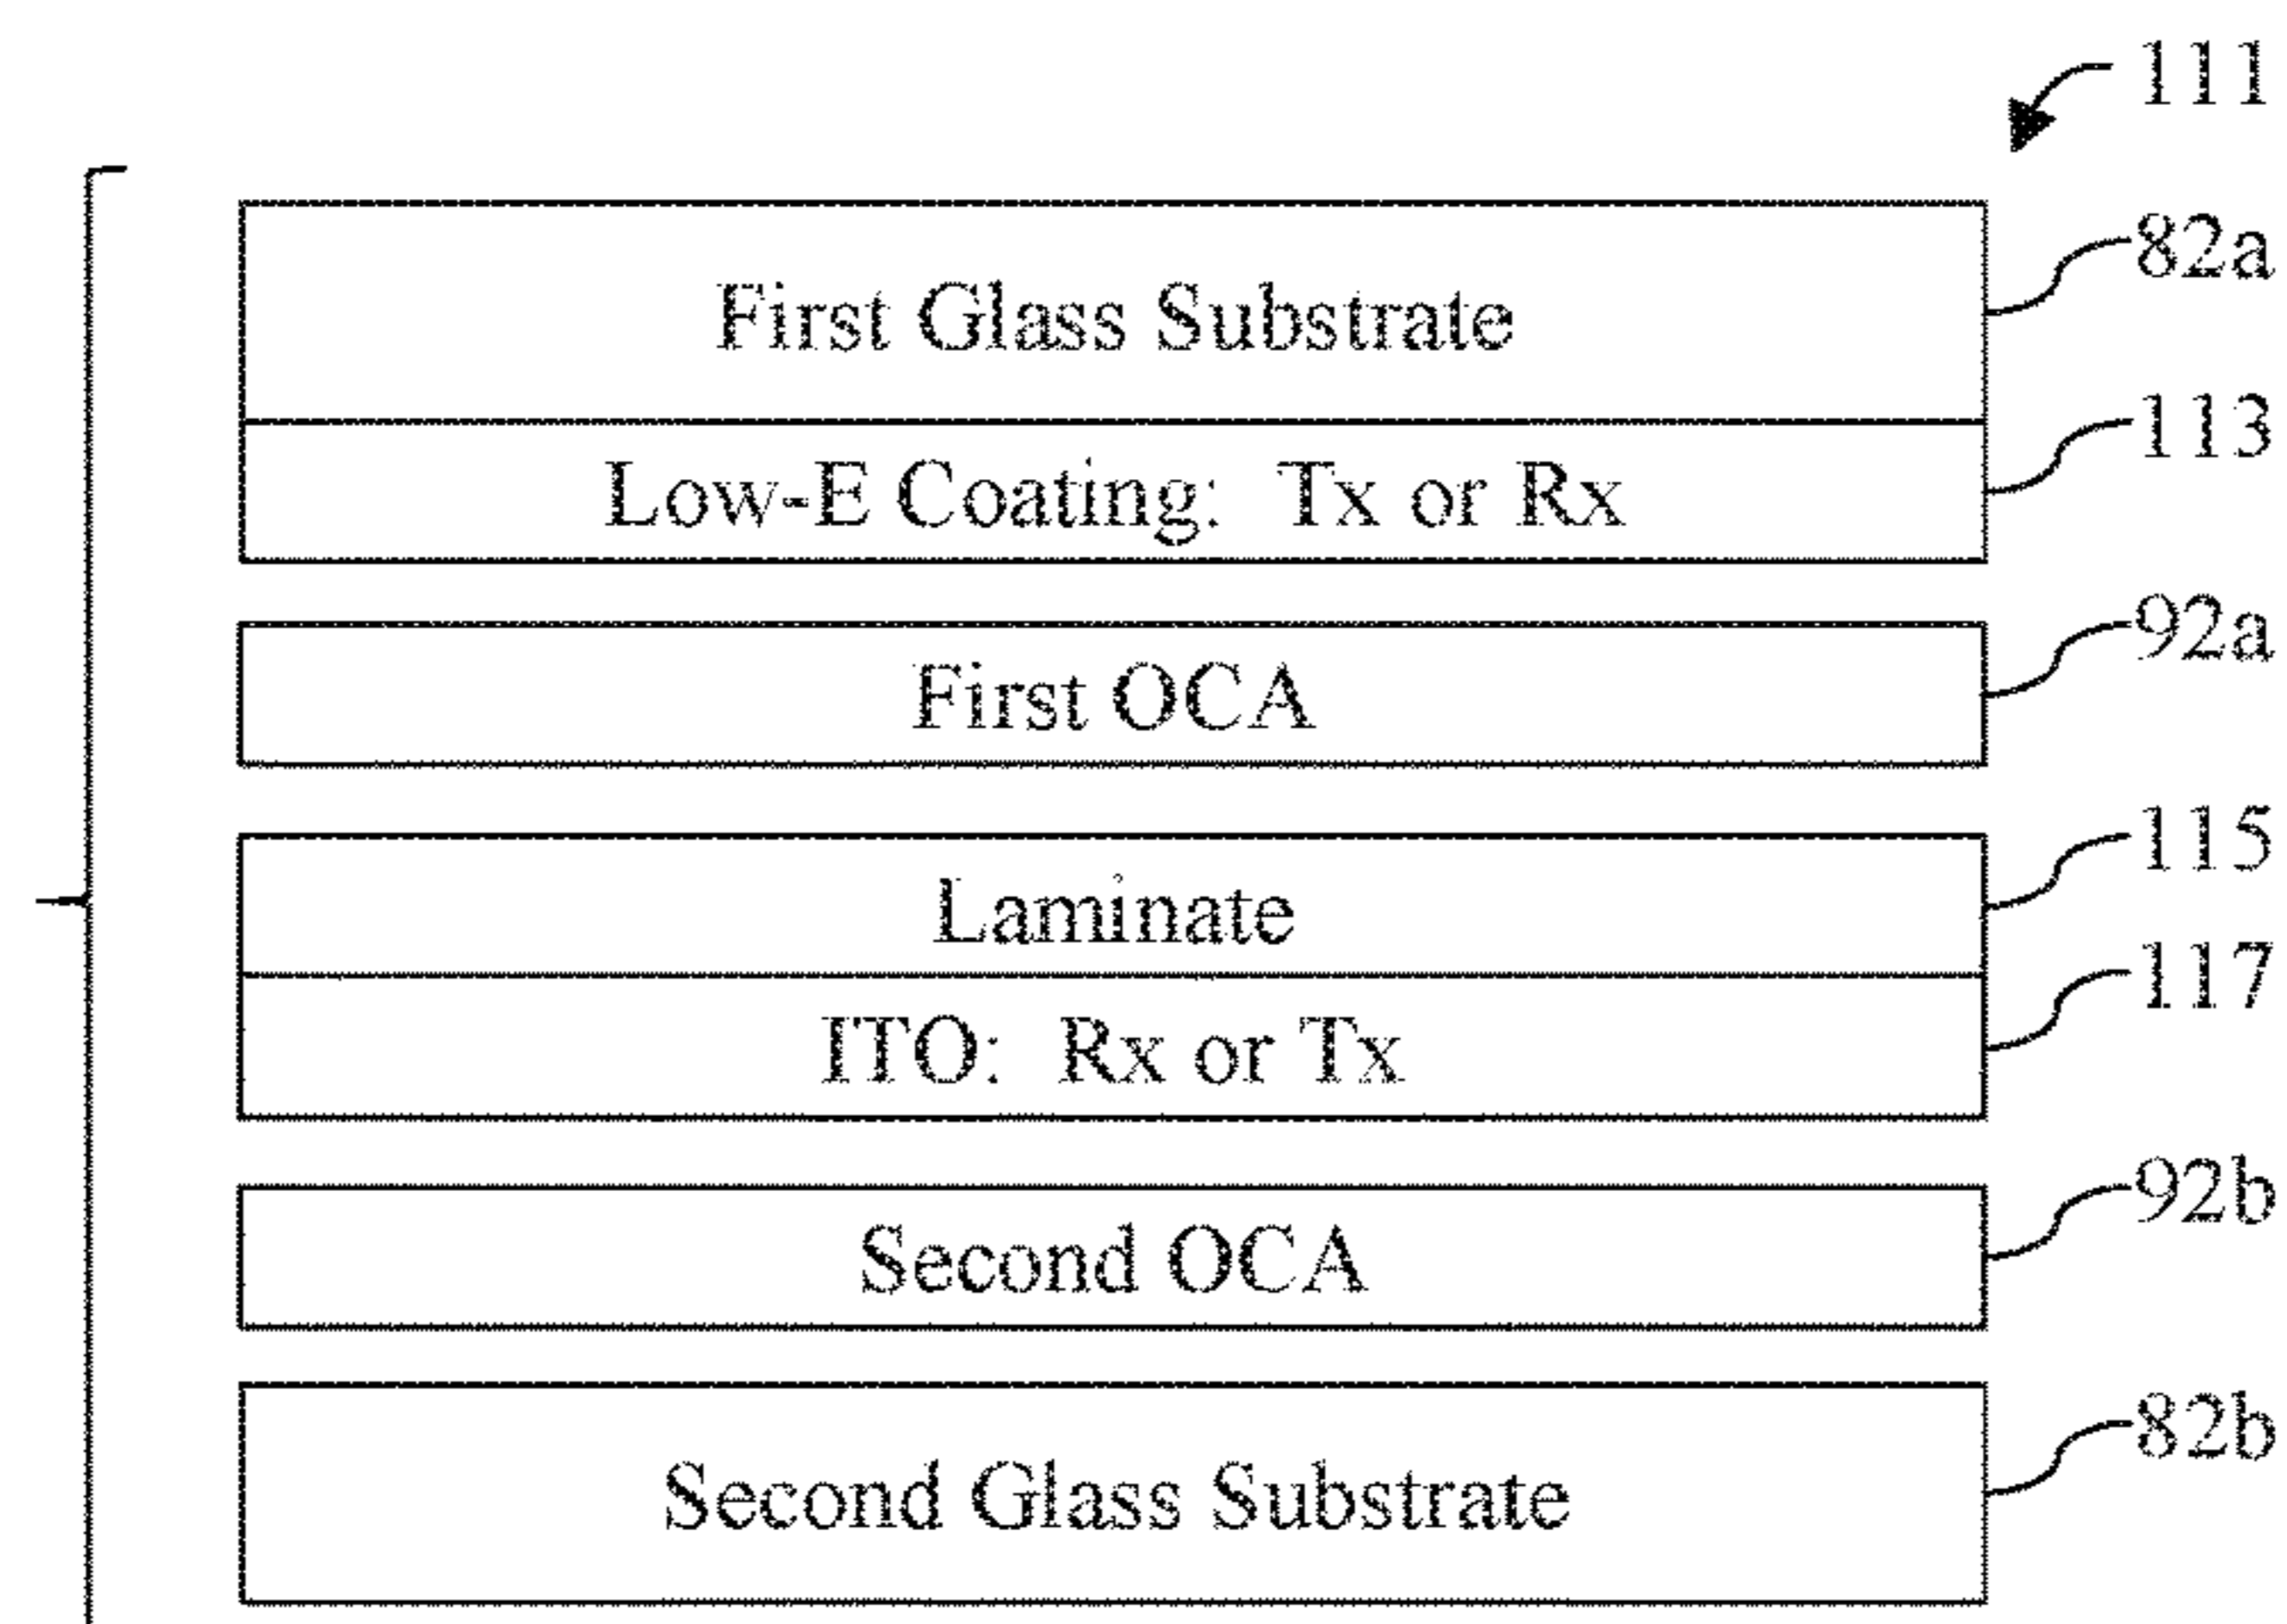 111
First Glass Substrate 82a
Low-E Coating: Tx or Rx 113
First OCA 92a
Laminate 115
ITO: Rx or Tx 117
Second OCA 92b
Second Glass Substrate 82b